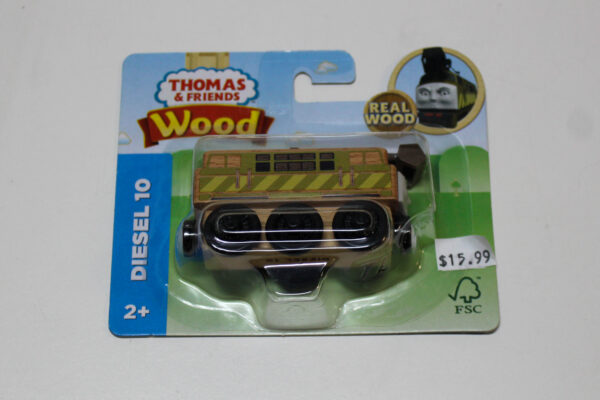 THOMAS
& FRIENDS
Wood
REAL
WOOD
DIESEL 10
2+
$15.99
FSC